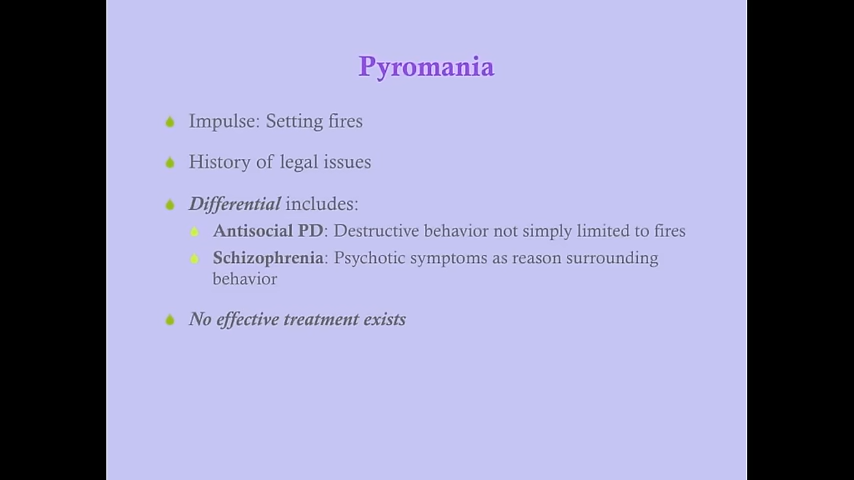 Pyromania
Impulse: Setting fires
History of legal issues
Differential includes:
Antisocial PD: Destructive behavior not simply limited to fires
Schizophrenia: Psychotic symptoms as reason surrounding
behavior
No effective treatment exists